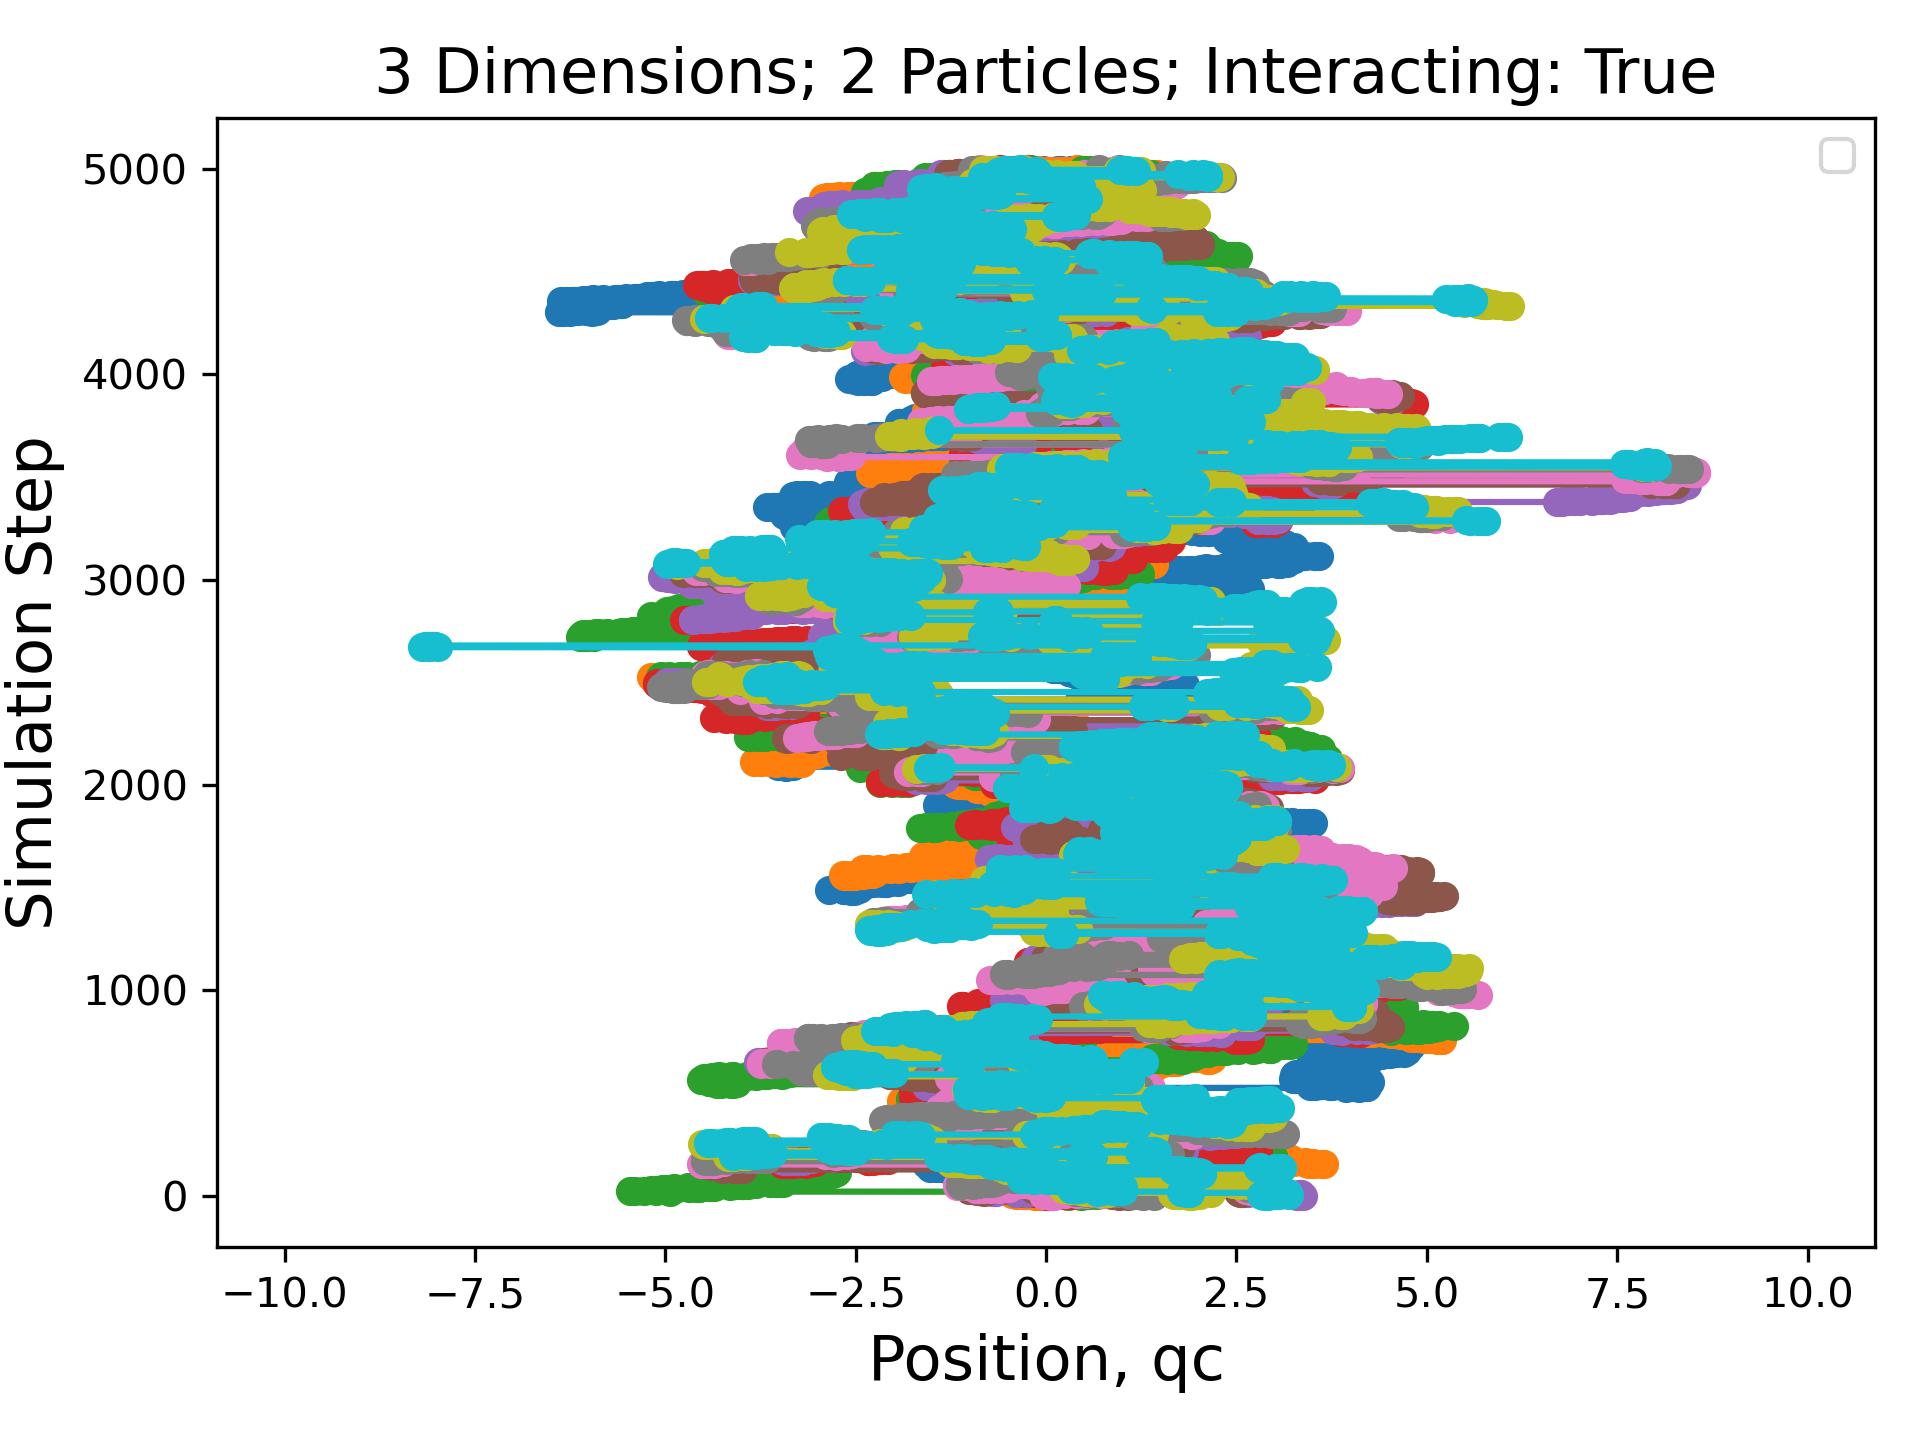 3 Dimensions; 2 Particles; Interacting: True
5000
4000
3000
2000
1000
0
Simulation Step
−10.0 −7.5 −5.0 −2.5 0.0 2.5 5.0 7.5 10.0
Position, qc